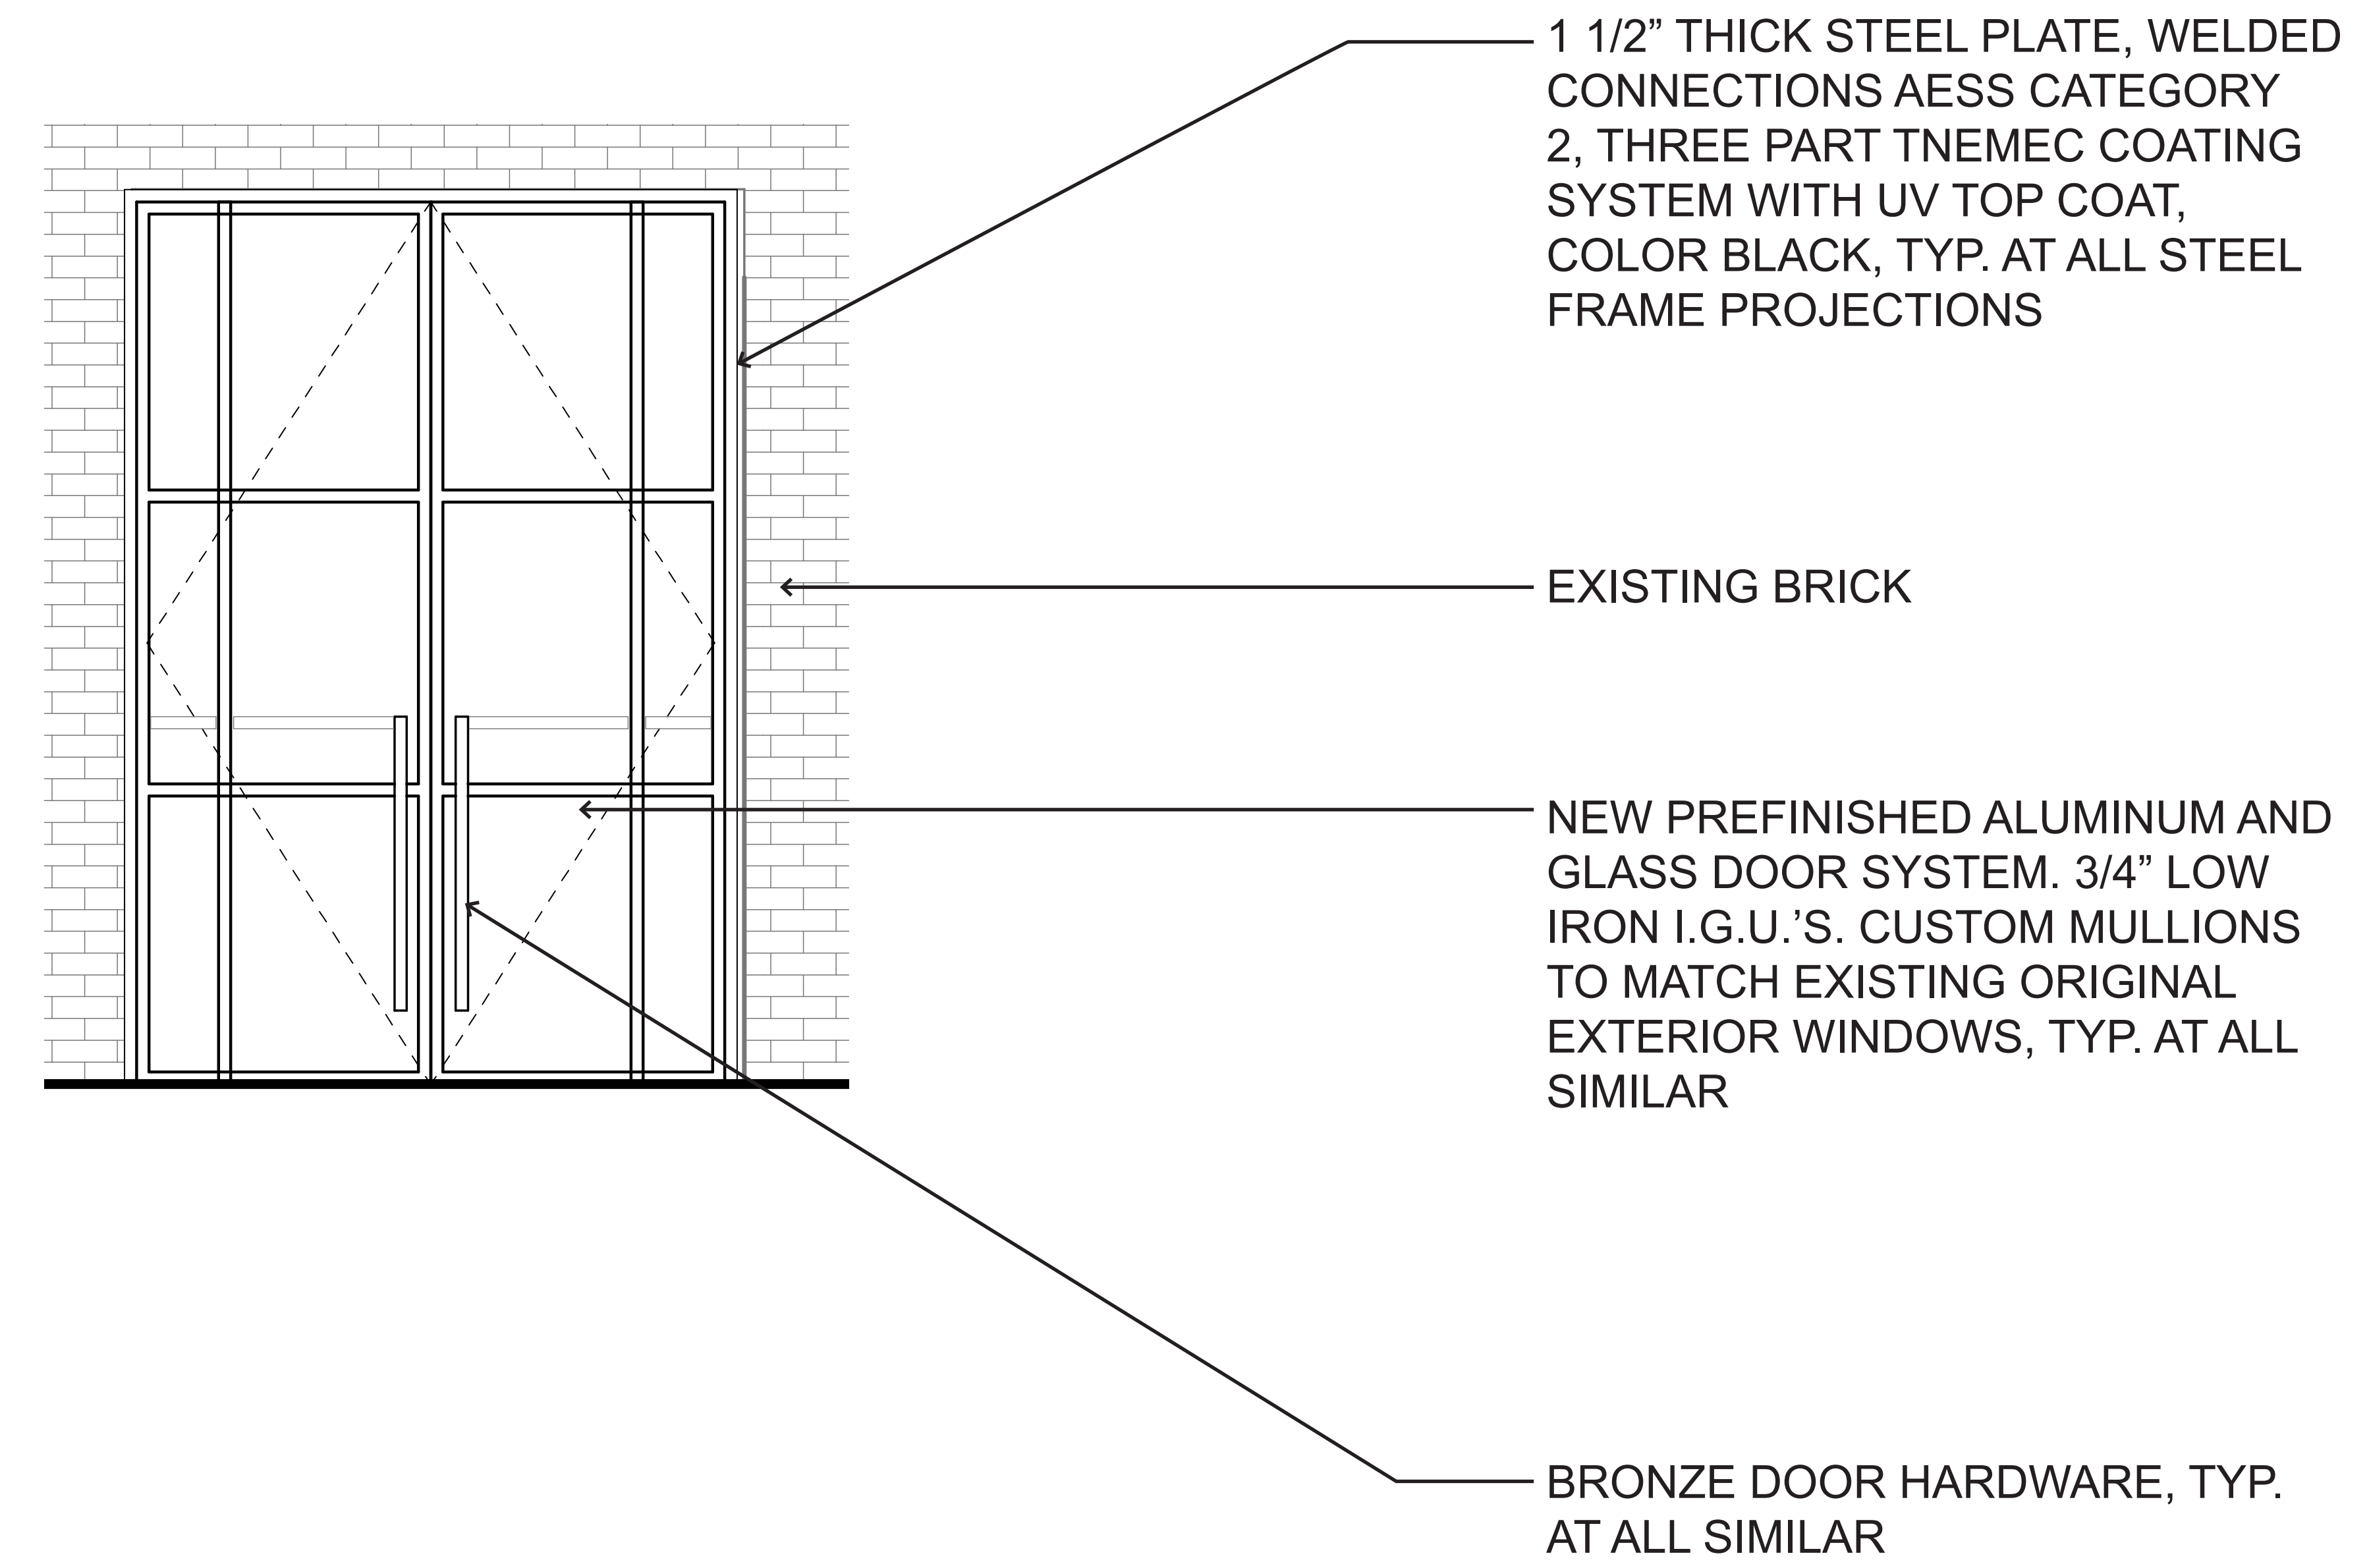 1 1/2” THICK STEEL PLATE, WELDED
CONNECTIONS AESS CATEGORY
2, THREE PART TNEMEC COATING
SYSTEM WITH UV TOP COAT,
COLOR BLACK, TYP. AT ALL STEEL
FRAME PROJECTIONS
EXISTING BRICK
NEW PREFINISHED ALUMINUM AND
GLASS DOOR SYSTEM. 3/4” LOW
IRON I.G.U.’S. CUSTOM MULLIONS
TO MATCH EXISTING ORIGINAL
EXTERIOR WINDOWS, TYP. AT ALL
SIMILAR
BRONZE DOOR HARDWARE, TYP.
AT ALL SIMILAR